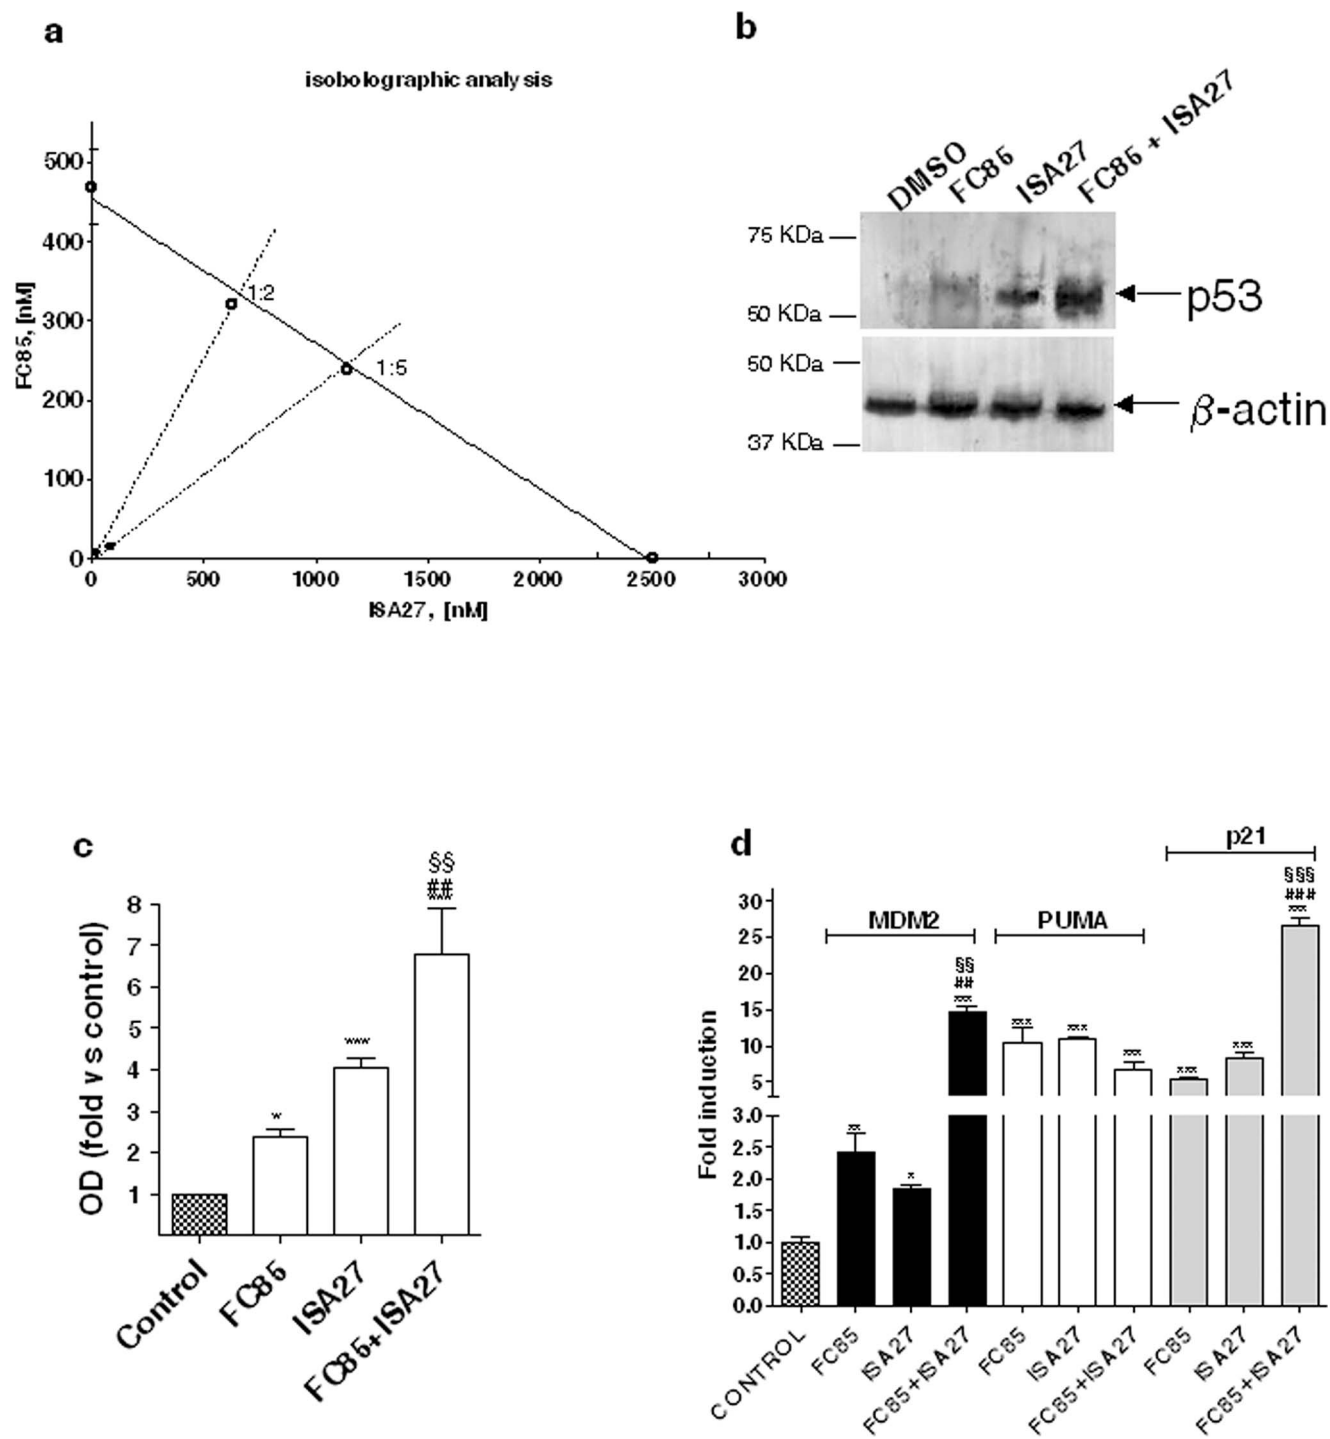 a
isobolographic analysis
FC85, [nM]
500
400
300
200
100
0
1:2
1:5
0 500 1000 1500 2000 2500 3000
ISA27, [nM]
b
DMSO
FC85
ISA27
FC85 + ISA27
75 KDa
50 KDa
p53
50 KDa
37 KDa
β-actin
c
OD (fold vs control)
8
7
6
5
4
3
2
1
*
***
§§
##
***
Control
FC85
ISA27
FC85+ISA27
d
p21
MDM2
PUMA
Fold induction
30
25
20
15
10
5
3.0
2.5
2.0
1.5
1.0
0.5
0.0
**
*
§§
##
***
***
***
***
***
***
§§§
###
***
CONTROL
FC85
ISA27
FC85+ISA27
FC85
ISA27
FC85+ISA27
FC85
ISA27
FC85+ISA27